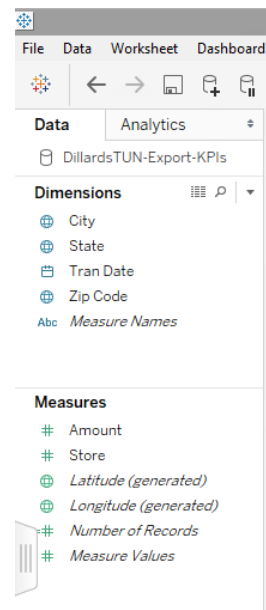 File Data Worksheet Dashboard
Data Analytics
DillardsTUN-Export-KPIs
Dimensions
City
State
Tran Date
Zip Code
Abc Measure Names
Measures
# Amount
# Store
Latitude (generated)
Longitude (generated)
=# Number of Records
# Measure Values